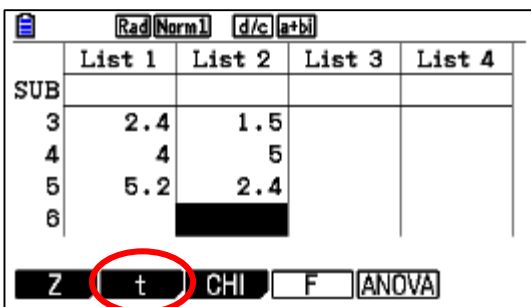 Rad Norm1 d/c a+bi
List 1 List 2 List 3 List 4
SUB
3 2.4 1.5
4 4 5
5 5.2 2.4
6
Z t CHI F ANOVA